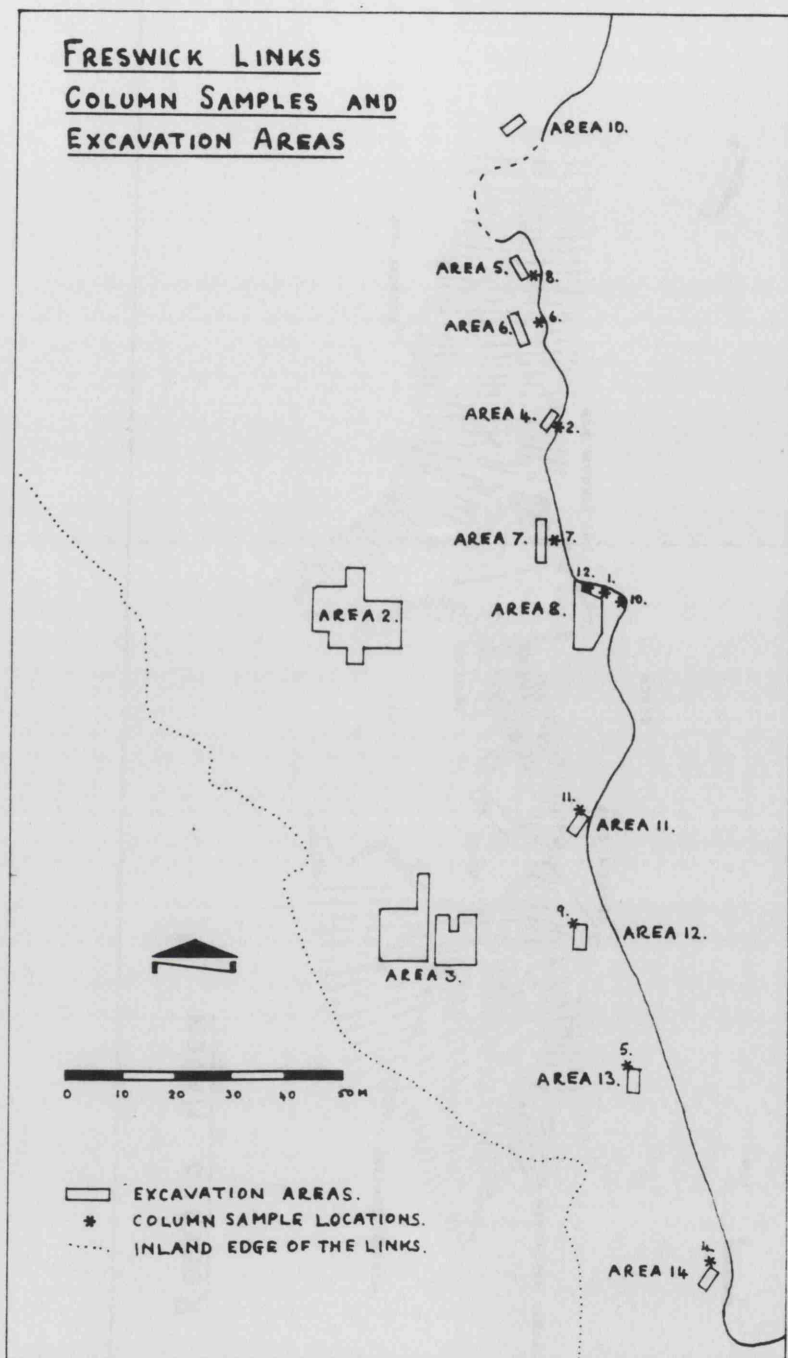 FRESWICK LINKS
COLUMN SAMPLES AND
EXCAVATION AREAS
AREA 10.
AREA 5.
8.
6.
AREA 6.
AREA 4.
2.
AREA 7.
7.
12.
1.
10.
AREA 2.
AREA 8.
11.
AREA 11.
9.
AREA 12.
AREA 3.
5.
AREA 13.
0 10 20 30 40 50 M
EXCAVATION AREAS.
* COLUMN SAMPLE LOCATIONS.
INLAND EDGE OF THE LINKS.
AREA 14